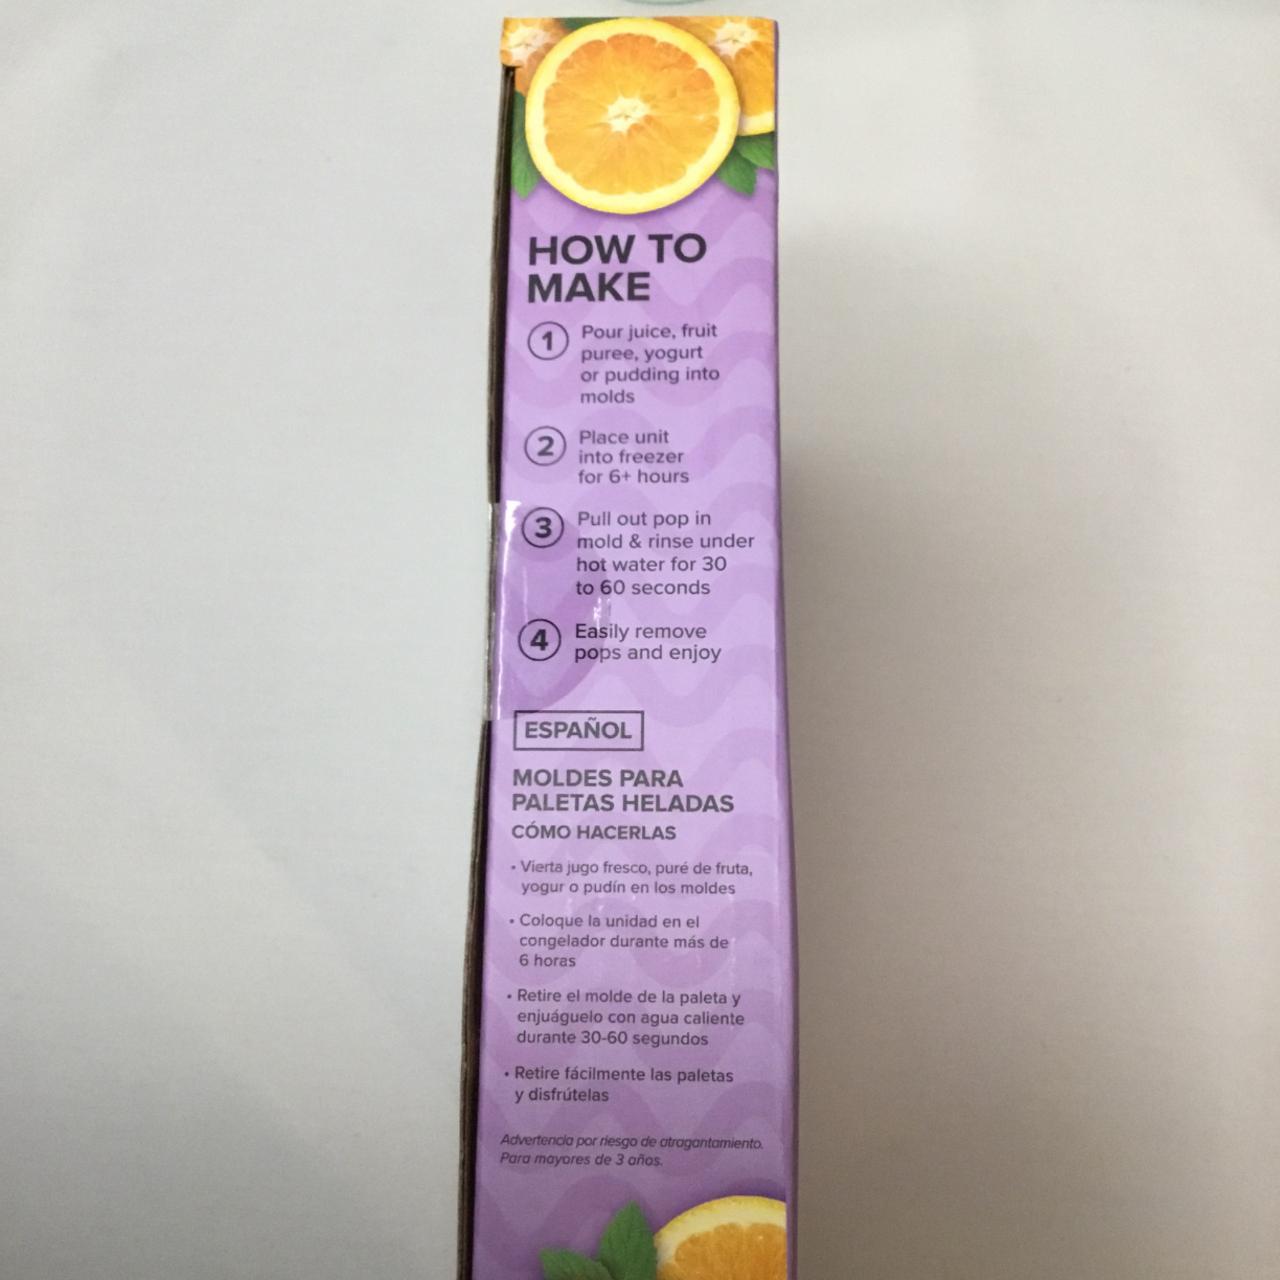 HOW TO
MAKE
1
Pour juice, fruit
puree, yogurt
or pudding into
molds
2
Place unit
into freezer
for 6+ hours
3
Pull out pop in
mold & rinse under
hot water for 30
to 60 seconds
4
Easily remove
pops and enjoy
ESPAÑOL
MOLDES PARA
PALETAS HELADAS
CÓMO HACERLAS
• Vierta jugo fresco, puré de fruta,
yogur o pudín en los moldes
• Coloque la unidad en el
congelador durante más de
6 horas
• Retire el molde de la paleta y
enjuáguelo con agua caliente
durante 30-60 segundos
• Retire fácilmente las paletas
y disfrútelas
Advertencia por riesgo de atragantamiento.
Para mayores de 3 años.